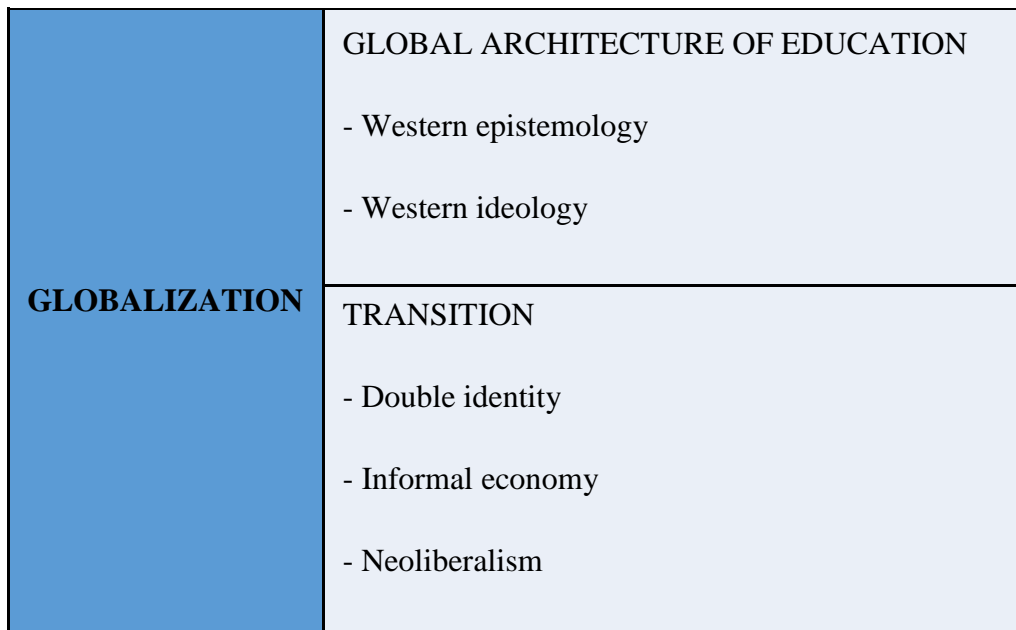 GLOBALIZATION
GLOBAL ARCHITECTURE OF EDUCATION
- Western epistemology
- Western ideology
TRANSITION
- Double identity
- Informal economy
- Neoliberalism